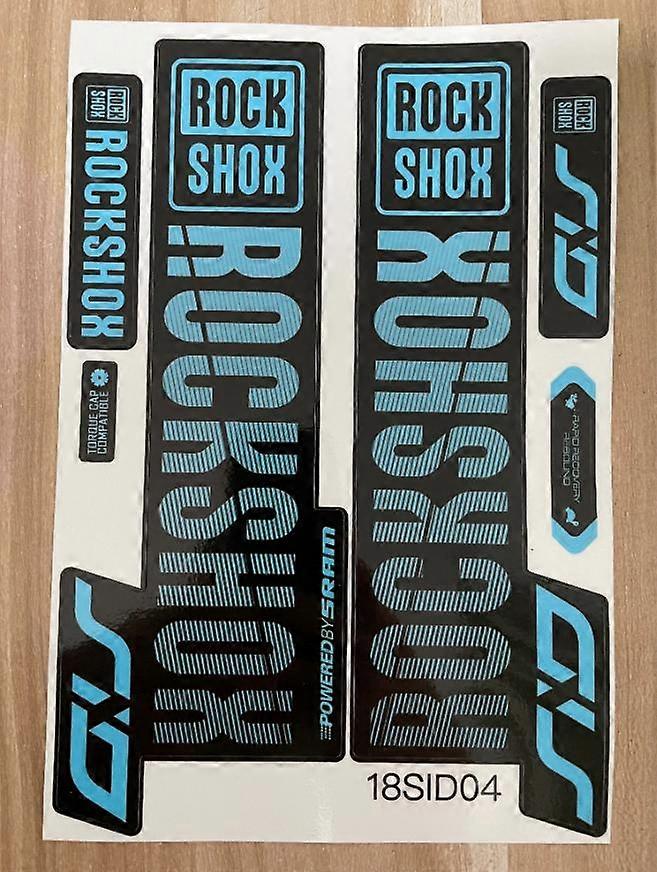 ROCK
SHOX
ROCKSHOX
TORQUE CAP
COMPATIBLE
ROCK
SHOX
ROCKSHOX
POWERED BY SRAM
SID
ROCK
SHOX
ROCKSHOX
SID
ROCK
SHOX
SID
RAPID RECOVERY
REBOUND
18SID04